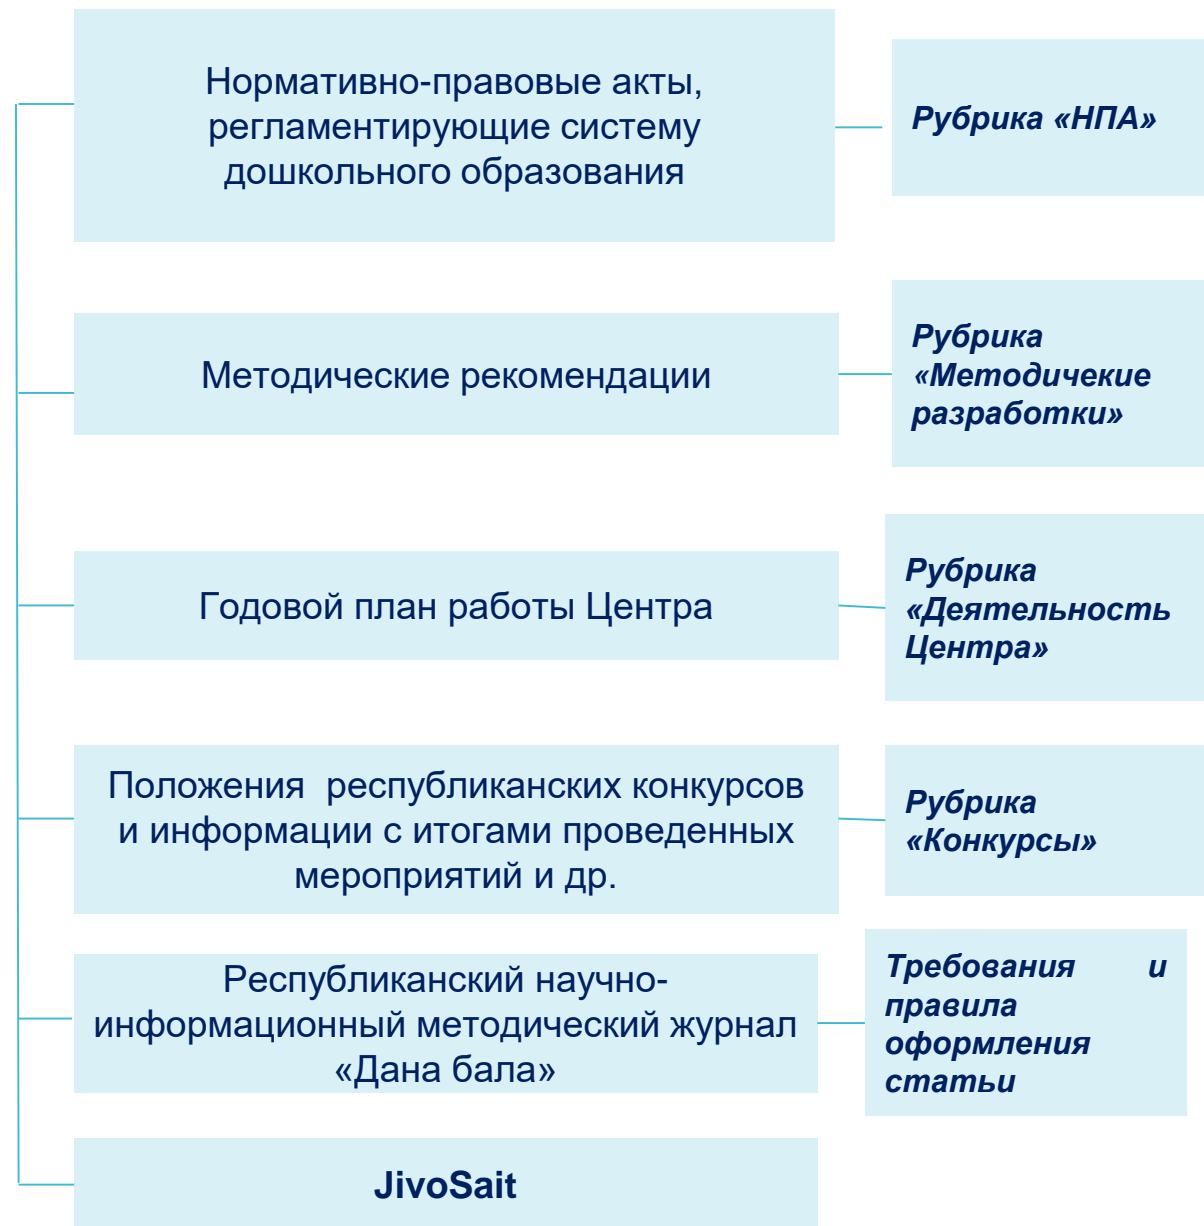 Нормативно-правовые акты,
регламентирующие систему
дошкольного образования
Рубрика «НПА»
Методические рекомендации
Рубрика
«Методичекие
разработки»
Годовой план работы Центра
Рубрика
«Деятельность
Центра»
Положения  республиканских конкурсов
и информации с итогами проведенных
мероприятий и др.
Рубрика
«Конкурсы»
Республиканский научно-
информационный методический журнал
«Дана бала»
Требования и
правила
оформления
статьи
JivoSait